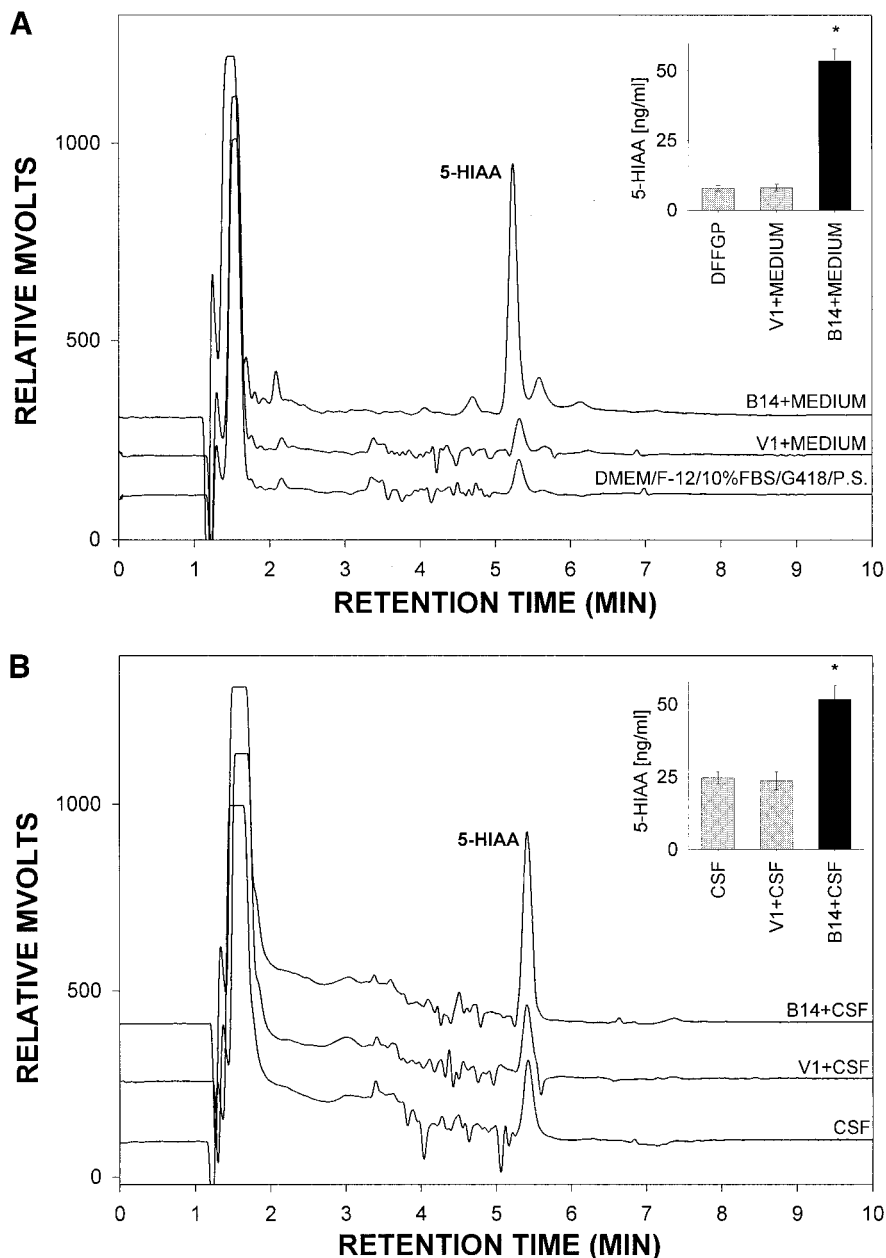 A
RELATIVE MVOLTS
1000
500
0
0 1 2 3 4 5 6 7 8 9 10
RETENTION TIME (MIN)
5-HIAA
B14+MEDIUM
V1+MEDIUM
DMEM/F-12/10%FBS/G418/P.S.
5-HIAA [ng/ml]
50
25
0
*
DFFGP
V1+MEDIUM
B14+MEDIUM
B
RELATIVE MVOLTS
1000
500
0
0 1 2 3 4 5 6 7 8 9 10
RETENTION TIME (MIN)
5-HIAA
B14+CSF
V1+CSF
CSF
5-HIAA [ng/ml]
50
25
0
*
CSF
V1+CSF
B14+CSF